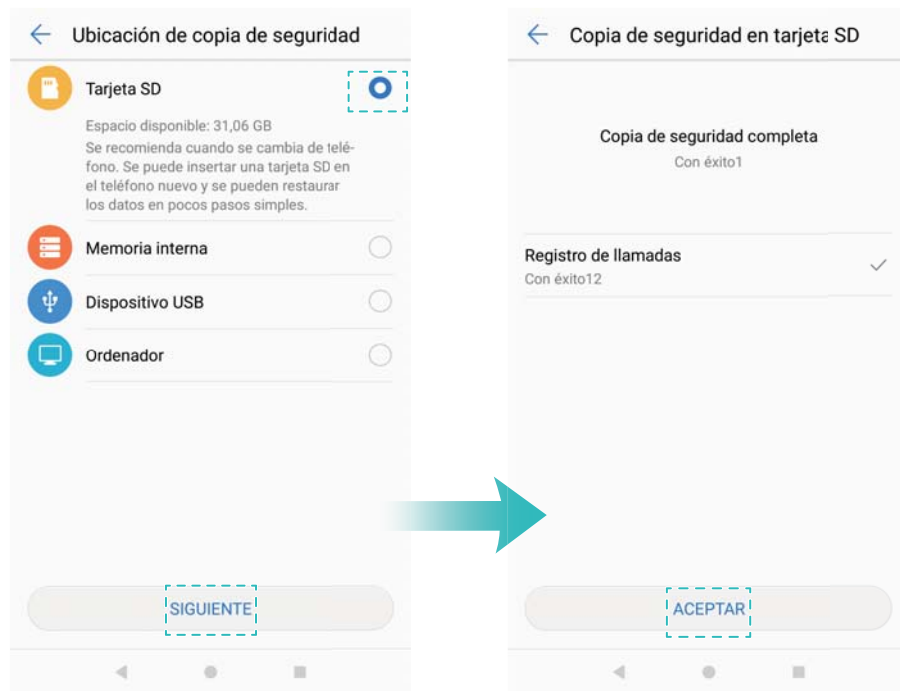 Ubicación de copia de seguridad
Tarjeta SD
Espacio disponible: 31,06 GB
Se recomienda cuando se cambia de telé-
fono. Se puede insertar una tarjeta SD en
el teléfono nuevo y se pueden restaurar
los datos en pocos pasos simples.
Memoria interna
Dispositivo USB
Ordenador
SIGUIENTE
Copia de seguridad en tarjeta SD
Copia de seguridad completa
Con éxito1
Registro de llamadas
Con éxito12
ACEPTAR